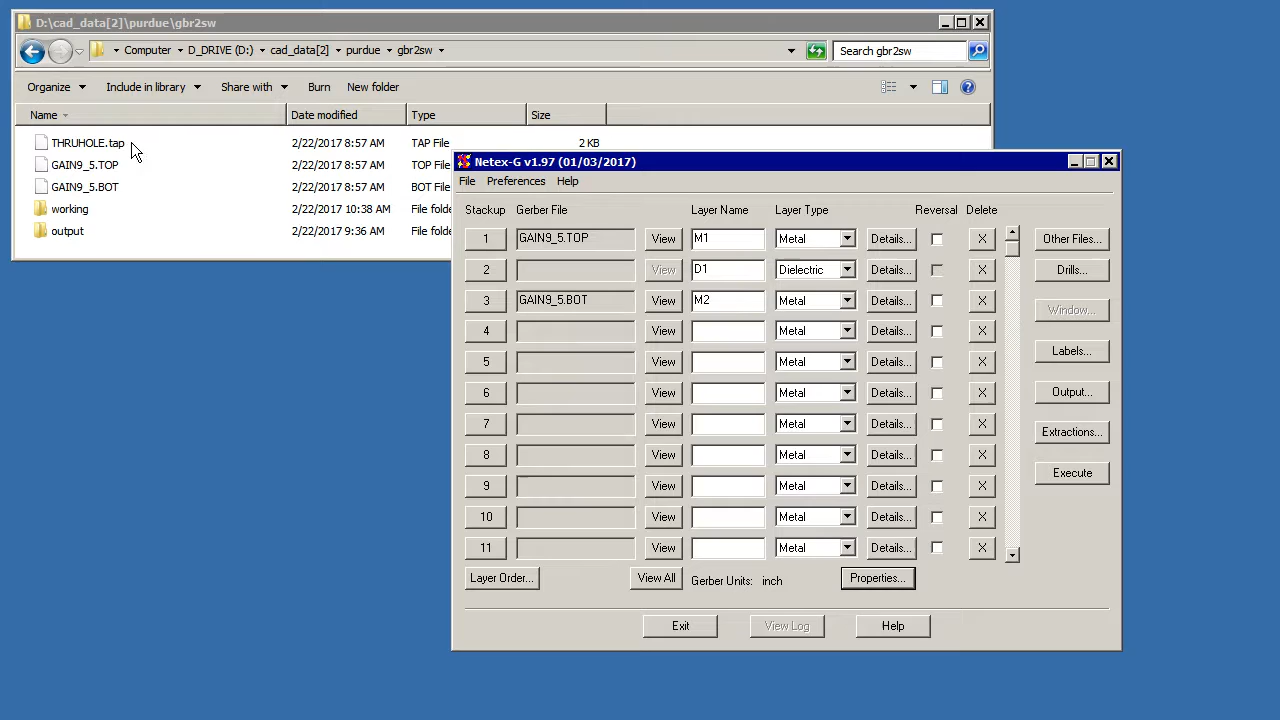 D:\cad_data[2]\purdue\gbr2sw
Computer D_DRIVE (D:) cad_data[2] purdue gbr2sw Search gbr2sw
Organize Include in library Share with Burn New folder
Name Date modified Type Size
THRUHOLE.tap 2/22/2017 8:57 AM TAP File 2 KB
GAIN9_5.TOP 2/22/2017 8:57 AM TOP File
GAIN9_5.BOT 2/22/2017 8:57 AM BOT File
working 2/22/2017 10:38 AM File folde
output 2/22/2017 9:36 AM File folde
Netex-G v1.97 (01/03/2017)
File Preferences Help
Stackup Gerber File Layer Name Layer Type Reversal Delete
1 GAIN9_5.TOP View M1 Metal Details... X Other Files...
2 View D1 Dielectric Details... X Drills...
3 GAIN9_5.BOT View M2 Metal Details... X Window...
4 View Metal Details... X
5 View Metal Details... X Labels...
6 View Metal Details... X Output...
7 View Metal Details... X Extractions...
8 View Metal Details... X Execute
9 View Metal Details... X
10 View Metal Details... X
11 View Metal Details... X
Layer Order... View All Gerber Units: inch Properties...
Exit View Log Help